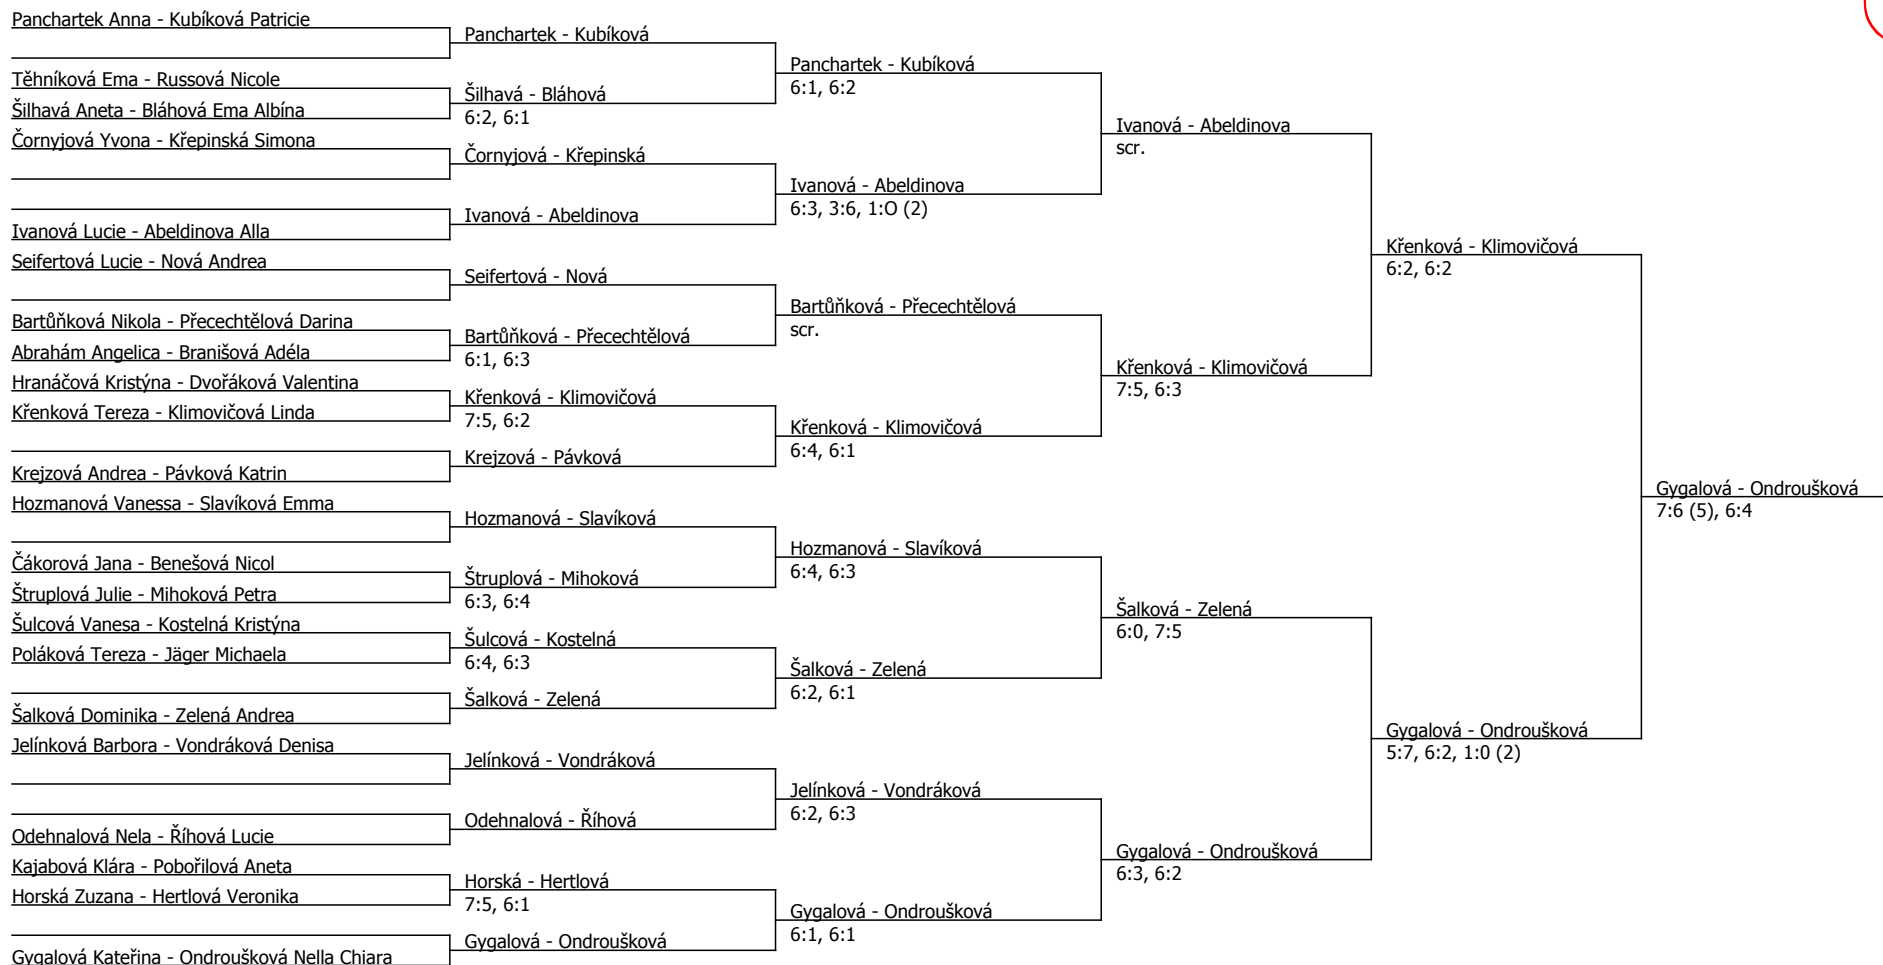 Panchartek Anna - Kubíková Patricie
Těhníková Ema - Russová Nicole
Šilhavá Aneta - Bláhová Ema Albína
Čornyjová Yvona - Křepinská Simona
Ivanová Lucie - Abeldinova Alla
Seifertová Lucie - Nová Andrea
Bartůňková Nikola - Přecechtělová Darina
Abrahám Angelica - Branišová Adéla
Hranáčová Kristýna - Dvořáková Valentina
Křenková Tereza - Klimovičová Linda
Krejzová Andrea - Pávková Katrin
Hozmanová Vanessa - Slavíková Emma
Čákorová Jana - Benešová Nicol
Štruplová Julie - Mihoková Petra
Šulcová Vanesa - Kostelná Kristýna
Poláková Tereza - Jäger Michaela
Šalková Dominika - Zelená Andrea
Jelínková Barbora - Vondráková Denisa
Odehnalová Nela - Říhová Lucie
Kajabová Klára - Pobořilová Aneta
Horská Zuzana - Hertlová Veronika
Gygalová Kateřina - Ondroušková Nella Chiara
Panchartek - Kubíková
Šilhavá - Bláhová
6:2, 6:1
Čornyjová - Křepinská
Ivanová - Abeldinova
Seifertová - Nová
Bartůňková - Přecechtělová
6:1, 6:3
Křenková - Klimovičová
7:5, 6:2
Krejzová - Pávková
Hozmanová - Slavíková
Štruplová - Mihoková
6:3, 6:4
Šulcová - Kostelná
6:4, 6:3
Šalková - Zelená
Jelínková - Vondráková
Odehnalová - Říhová
Horská - Hertlová
7:5, 6:1
Gygalová - Ondroušková
Panchartek - Kubíková
6:1, 6:2
Ivanová - Abeldinova
6:3, 3:6, 1:O (2)
Bartůňková - Přecechtělová
scr.
Křenková - Klimovičová
6:4, 6:1
Hozmanová - Slavíková
6:4, 6:3
Šalková - Zelená
6:2, 6:1
Jelínková - Vondráková
6:2, 6:3
Gygalová - Ondroušková
6:1, 6:1
Ivanová - Abeldinova
scr.
Křenková - Klimovičová
7:5, 6:3
Šalková - Zelená
6:0, 7:5
Gygalová - Ondroušková
6:3, 6:2
Křenková - Klimovičová
6:2, 6:2
Gygalová - Ondroušková
5:7, 6:2, 1:0 (2)
Gygalová - Ondroušková
7:6 (5), 6:4